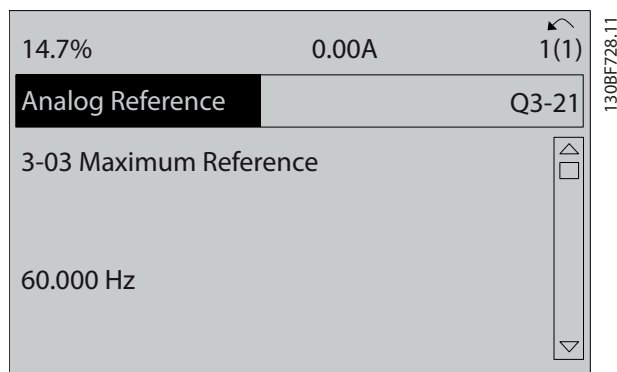 14.7% 0.00A 1(1)
Analog Reference Q3-21
3-03 Maximum Reference
60.000 Hz
130BF728.11